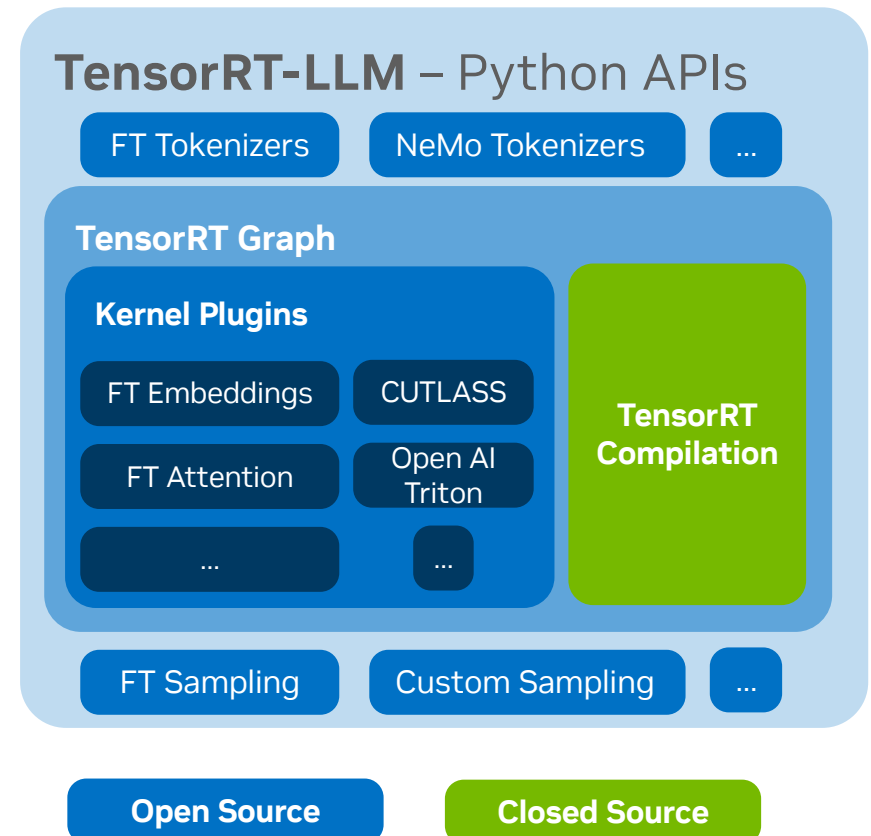 TensorRT-LLM – Python APIs
FT Tokenizers
NeMo Tokenizers
...
TensorRT Graph
Kernel Plugins
FT Embeddings
CUTLASS
FT Attention
Open AI
Triton
...
...
TensorRT
Compilation
FT Sampling
Custom Sampling
...
Open Source
Closed Source